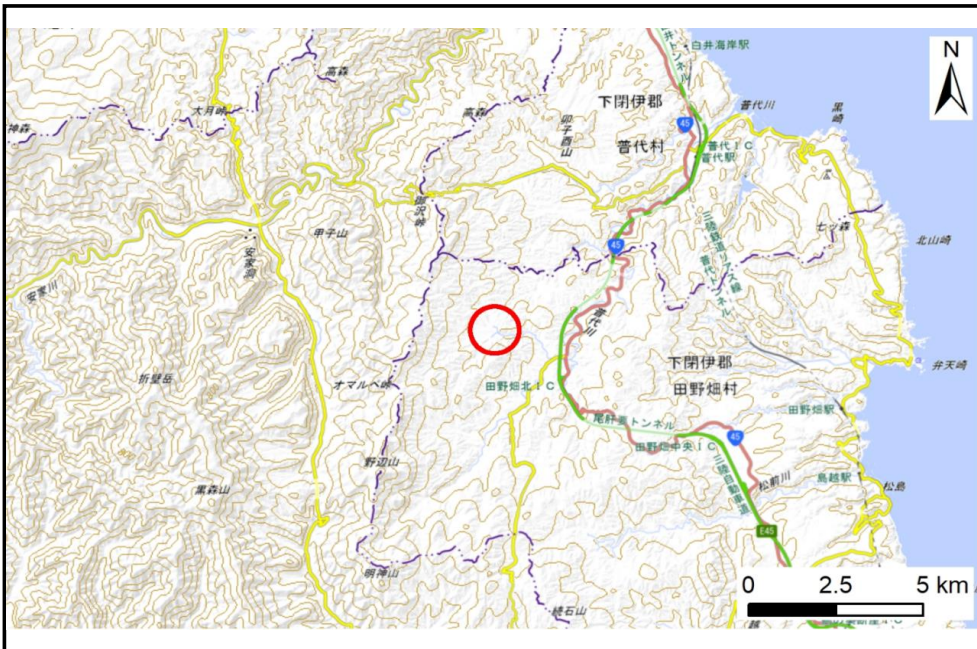 白井海岸駅
N
高森
大月峠
高森
下閉伊郡
普代川
黒崎
神森
卯子酉山
45
普代村
普代IC
普代駅
御沢峠
七ッ森
甲子山
三陸鉄道リアス線
普代トンネル
北山崎
安家洞
45
安家川
普代川
下閉伊郡
弁天崎
折壁岳
オマルペ峠
田野畑北IC
田野畑村
尾肝要トンネル
田野畑駅
45
田野畑中央IC
野辺山
三陸自動車道
松前川
島越駅
松島
黒森山
E45
明神山
0 2.5 5 km